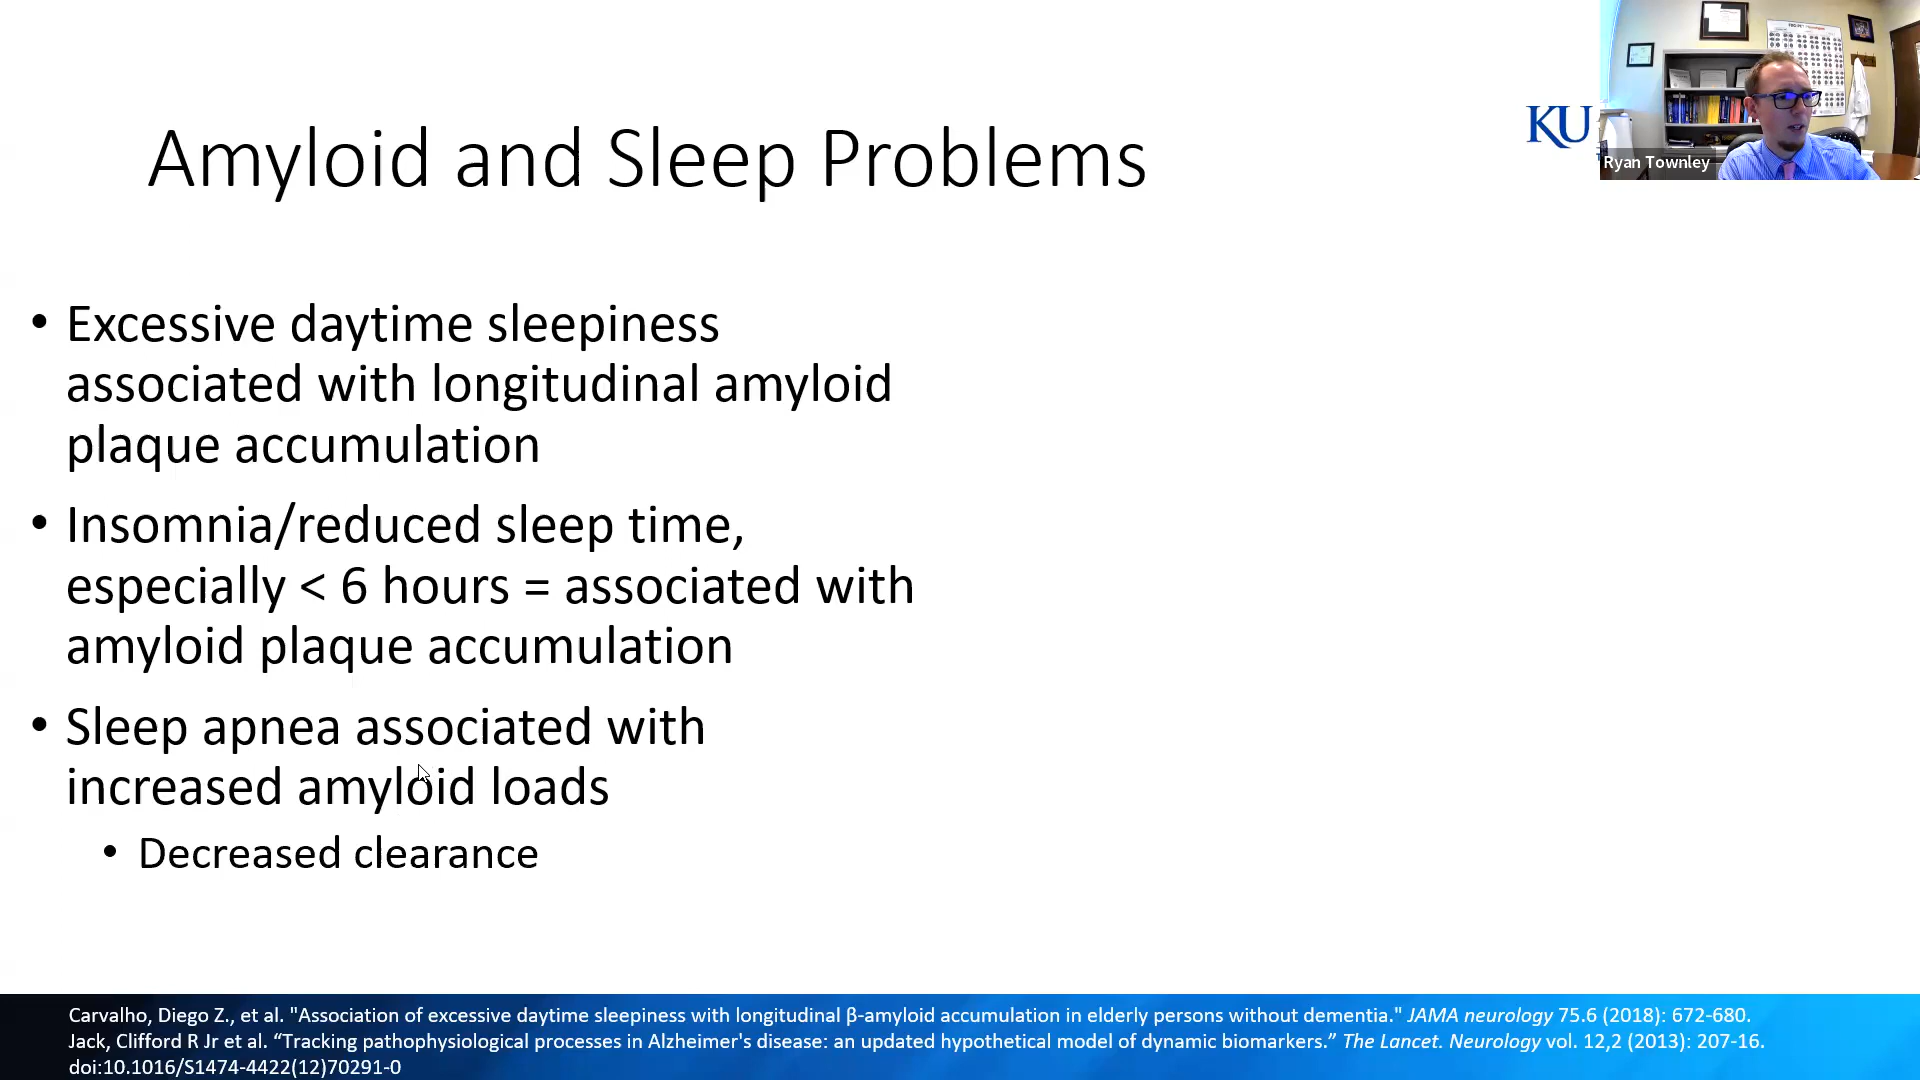 Amyloid and Sleep Problems
KU
Ryan Townley
• Excessive daytime sleepiness
associated with longitudinal amyloid
plaque accumulation
• Insomnia/reduced sleep time,
especially < 6 hours = associated with
amyloid plaque accumulation
• Sleep apnea associated with
increased amyloid loads
• Decreased clearance
Carvalho, Diego Z., et al. "Association of excessive daytime sleepiness with longitudinal β-amyloid accumulation in elderly persons without dementia." JAMA neurology 75.6 (2018): 672-680.
Jack, Clifford R Jr et al. “Tracking pathophysiological processes in Alzheimer's disease: an updated hypothetical model of dynamic biomarkers.” The Lancet. Neurology vol. 12,2 (2013): 207-16.
doi:10.1016/S1474-4422(12)70291-0